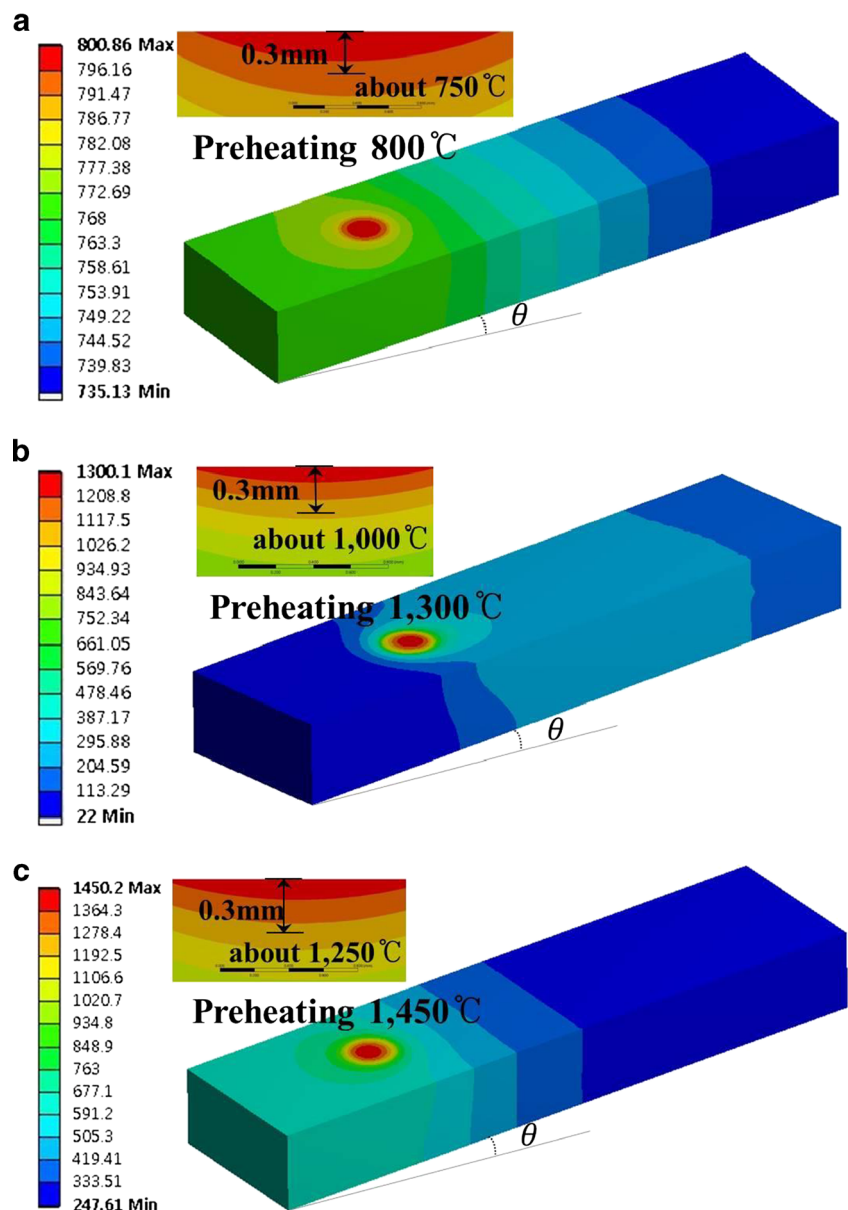 a
800.86 Max
796.16
791.47
786.77
782.08
777.38
772.69
768
763.3
758.61
753.91
749.22
744.52
739.83
735.13 Min
0.3mm
about 750℃
Preheating 800℃
θ
b
1300.1 Max
1208.8
1117.5
1026.2
934.93
843.64
752.34
661.05
569.76
478.46
387.17
295.88
204.59
113.29
22 Min
0.3mm
about 1,000℃
Preheating 1,300℃
θ
c
1450.2 Max
1364.3
1278.4
1192.5
1106.6
1020.7
934.8
848.9
763
677.1
591.2
505.3
419.41
333.51
247.61 Min
0.3mm
about 1,250℃
Preheating 1,450℃
θ